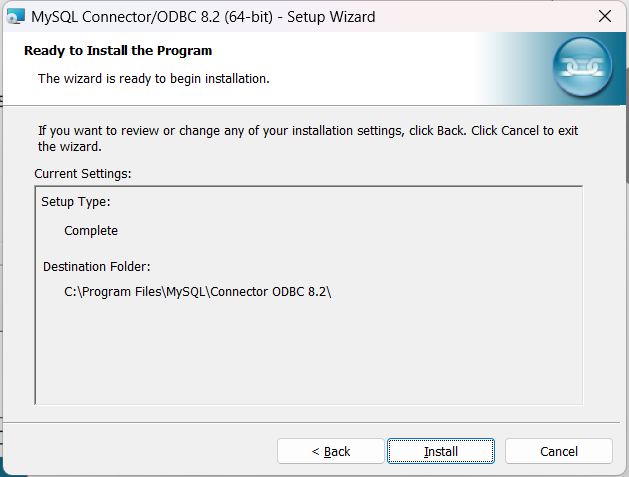 MySQL Connector/ODBC 8.2 (64-bit) - Setup Wizard
Ready to Install the Program
The wizard is ready to begin installation.
If you want to review or change any of your installation settings, click Back. Click Cancel to exit
the wizard.
Current Settings:
Setup Type:
Complete
Destination Folder:
C:\Program Files\MySQL\Connector ODBC 8.2\
< Back
Install
Cancel